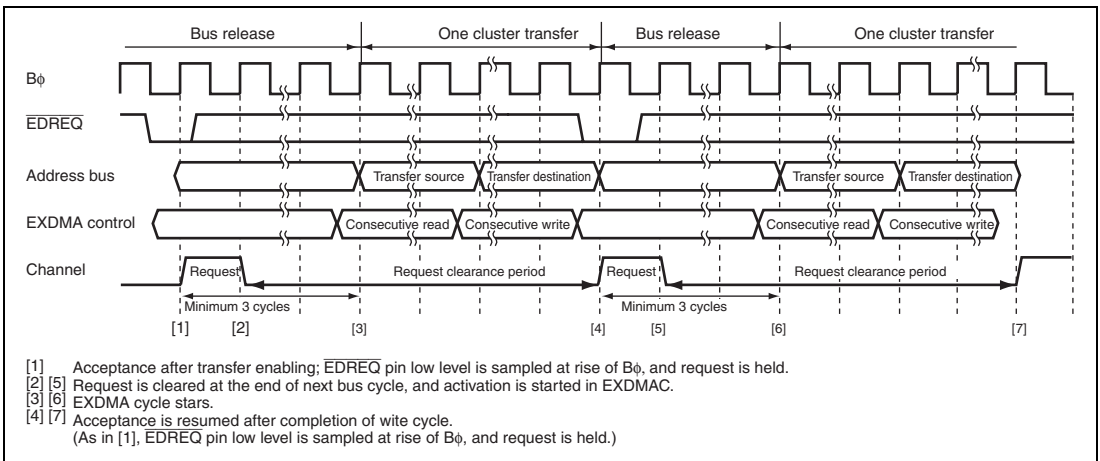 Bus release
One cluster transfer
Bus release
One cluster transfer
Bφ
EDREQ
Address bus
Transfer source
Transfer destination
Transfer source
Transfer destination
EXDMA control
Consecutive read
Consecutive write
Consecutive read
Consecutive write
Channel
Request
Request clearance period
Request
Request clearance period
Minimum 3 cycles
Minimum 3 cycles
[1]
[2]
[3]
[4]
[5]
[6]
[7]
[1] Acceptance after transfer enabling; EDREQ pin low level is sampled at rise of Bφ, and request is held.
[2] [5] Request is cleared at the end of next bus cycle, and activation is started in EXDMAC.
[3] [6] EXDMA cycle stars.
[4] [7] Acceptance is resumed after completion of wite cycle.
(As in [1], EDREQ pin low level is sampled at rise of Bφ, and request is held.)